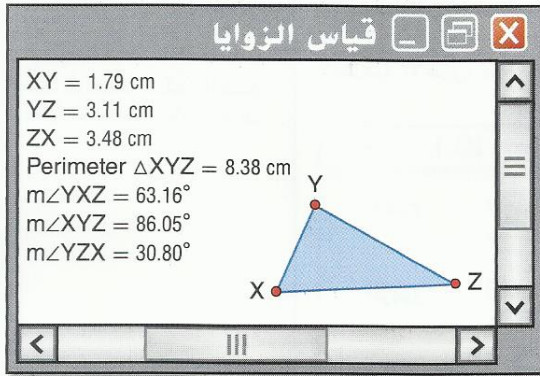 قياس الزوايا
XY = 1.79 cm
YZ = 3.11 cm
ZX = 3.48 cm
Perimeter △XYZ = 8.38 cm
m∠YXZ = 63.16°
m∠XYZ = 86.05°
m∠YZX = 30.80°
Y
X
Z